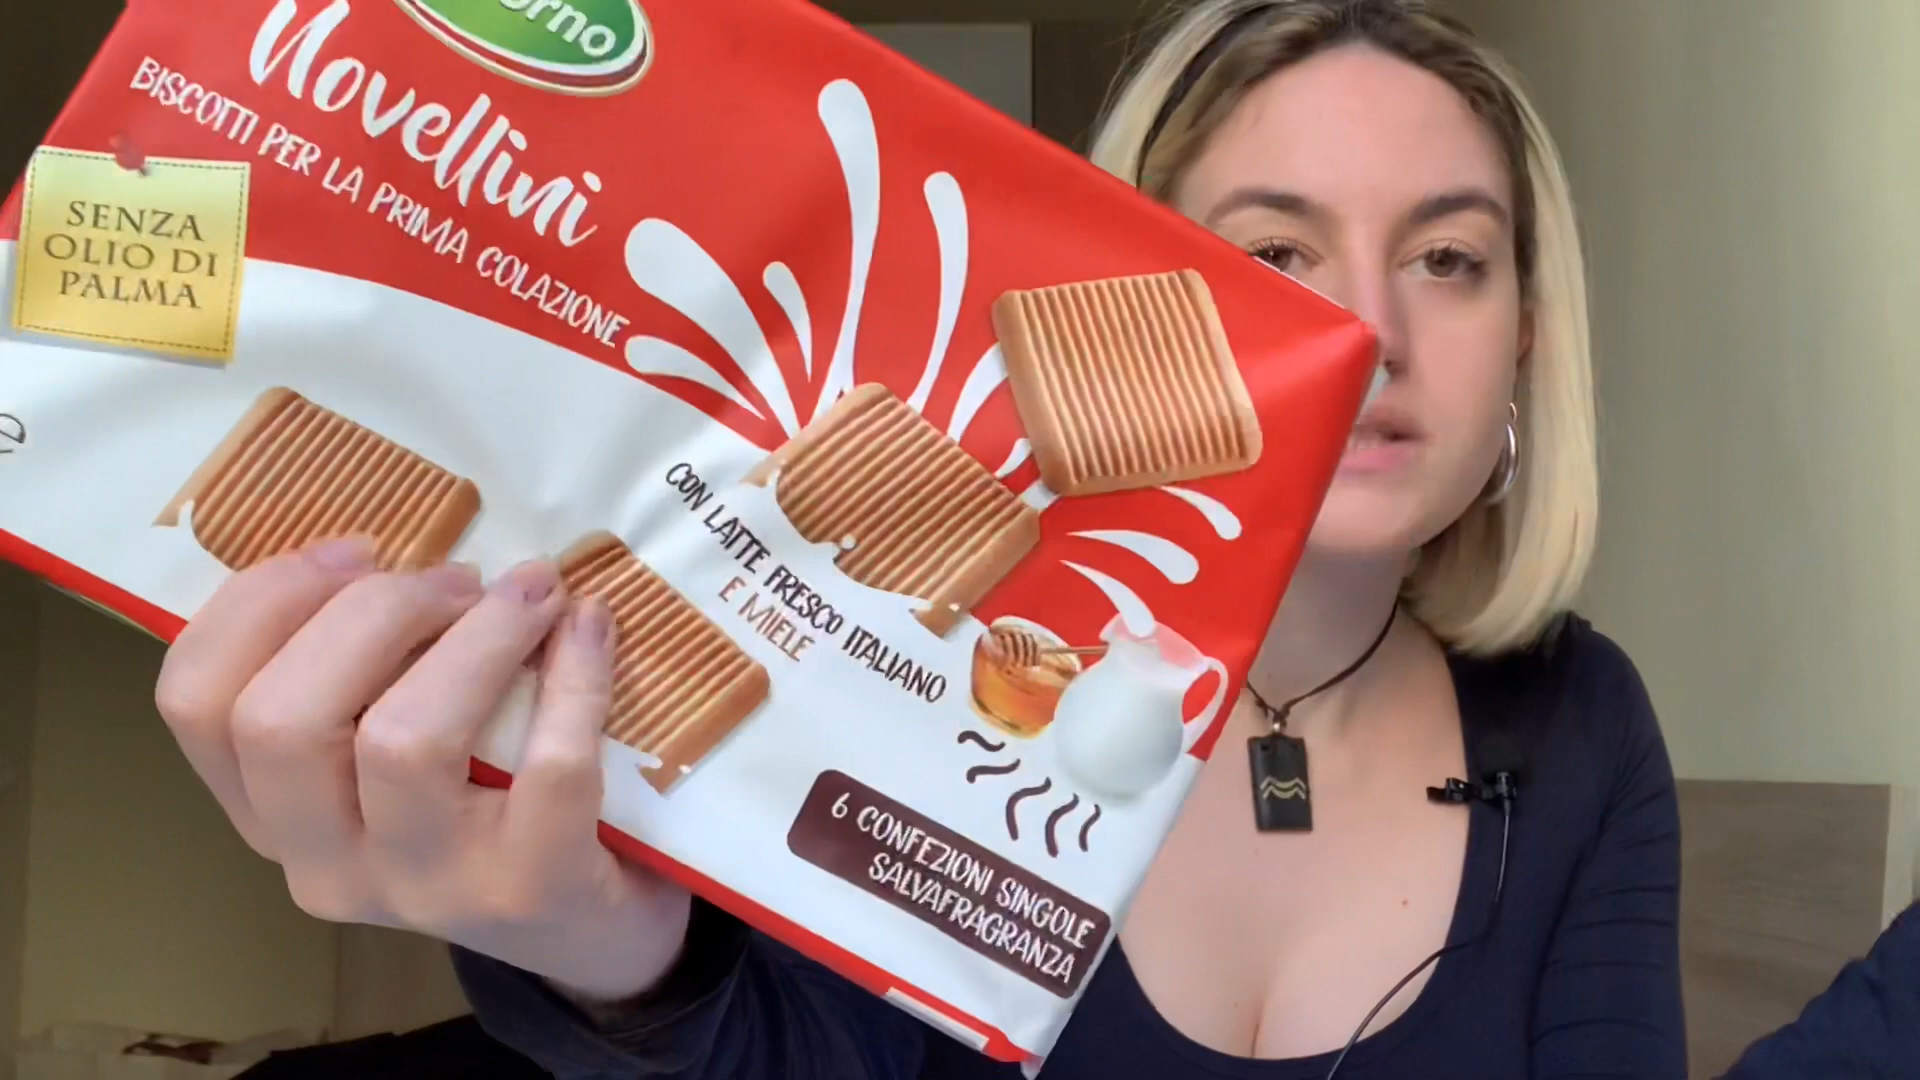 Novellini
BISCOTTI PER LA PRIMA COLAZIONE
SENZA
OLIO DI
PALMA
CON LATTE FRESCO ITALIANO
E MIELE
6 CONFEZIONI SINGOLE
SALVAFRAGRANZA